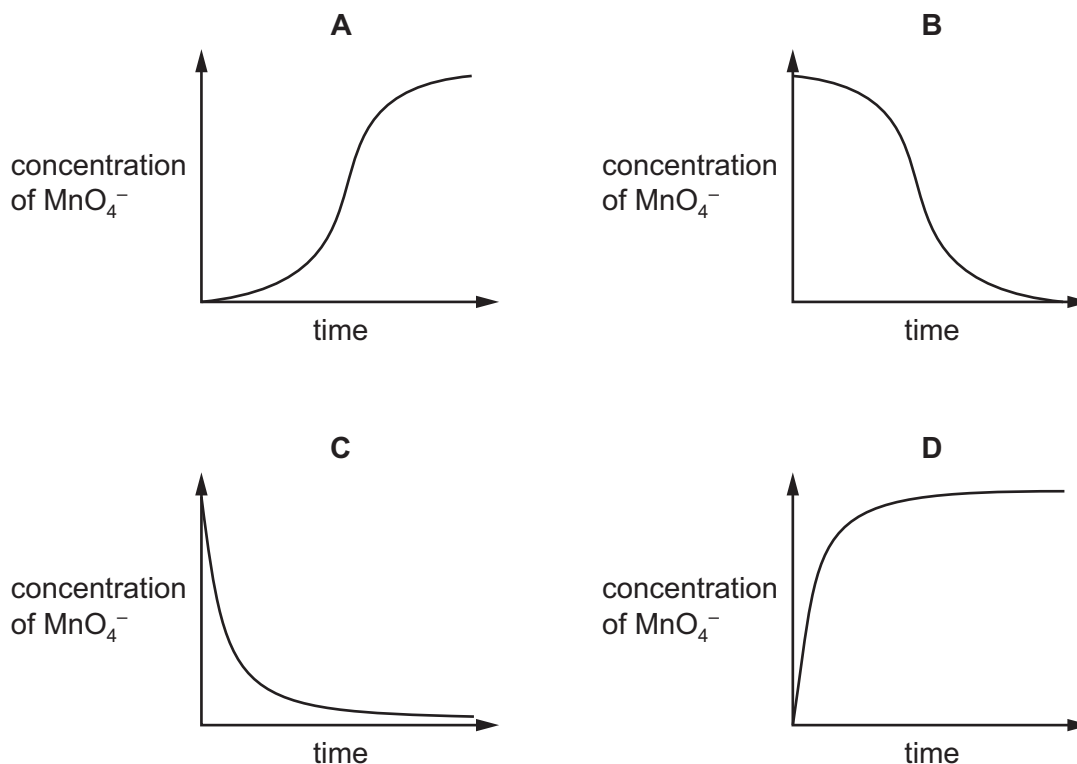 A
concentration
of MnO₄⁻
time
B
concentration
of MnO₄⁻
time
C
concentration
of MnO₄⁻
time
D
concentration
of MnO₄⁻
time